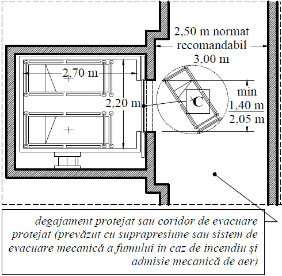 2,50 m normat
recomandabil
3,00 m
2,70 m
2,20 m
C
min
1,40 m
2,05 m
degajament protejat sau coridor de evacuare
protejat (prevăzut cu suprapresiune sau sistem de
evacuare mecanică a fumului în caz de incendiu și
admisie mecanică de aer)